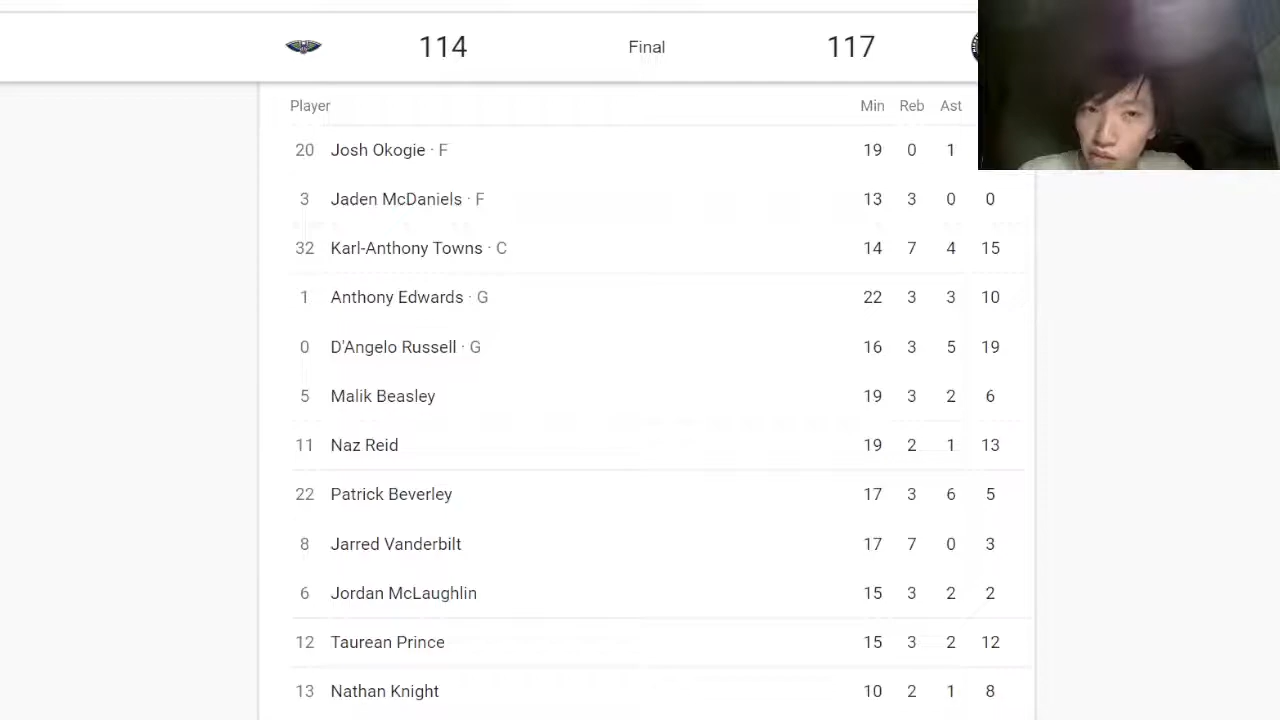 114 Final 117
Player Min Reb Ast
20 Josh Okogie · F 19 0 1
3 Jaden McDaniels · F 13 3 0 0
32 Karl-Anthony Towns · C 14 7 4 15
1 Anthony Edwards · G 22 3 3 10
0 D'Angelo Russell · G 16 3 5 19
5 Malik Beasley 19 3 2 6
11 Naz Reid 19 2 1 13
22 Patrick Beverley 17 3 6 5
8 Jarred Vanderbilt 17 7 0 3
6 Jordan McLaughlin 15 3 2 2
12 Taurean Prince 15 3 2 12
13 Nathan Knight 10 2 1 8